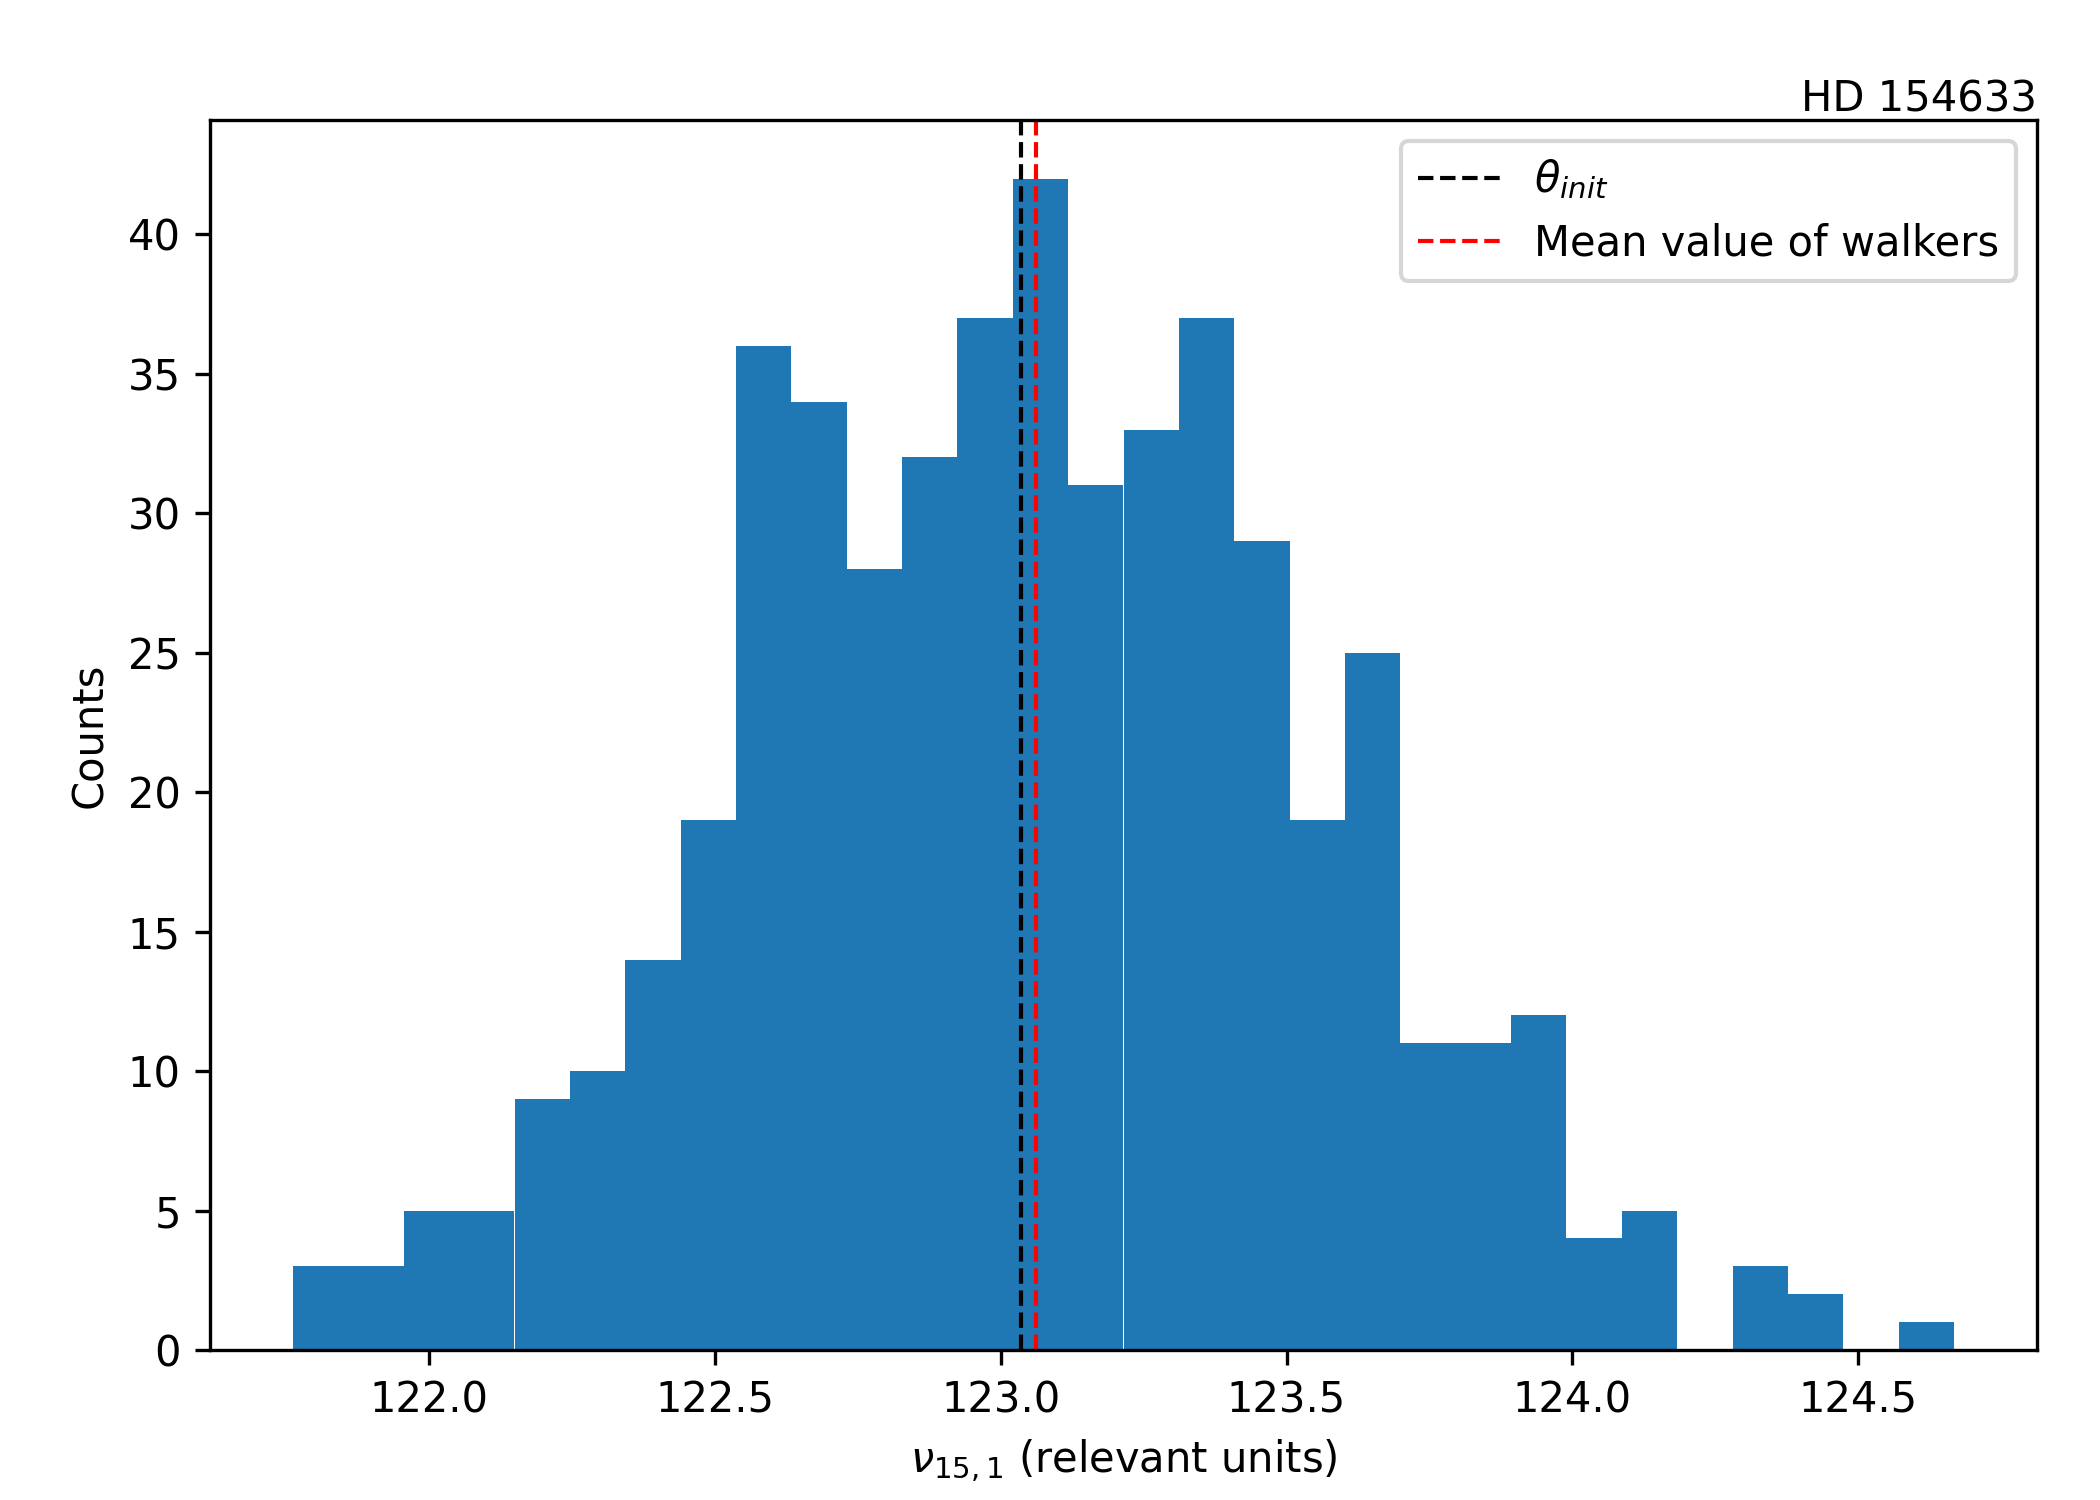 HD 154633
θinit
Mean value of walkers
40
35
30
25
20
15
10
5
0
Counts
122.0 122.5 123.0 123.5 124.0 124.5
ν15, 1 (relevant units)